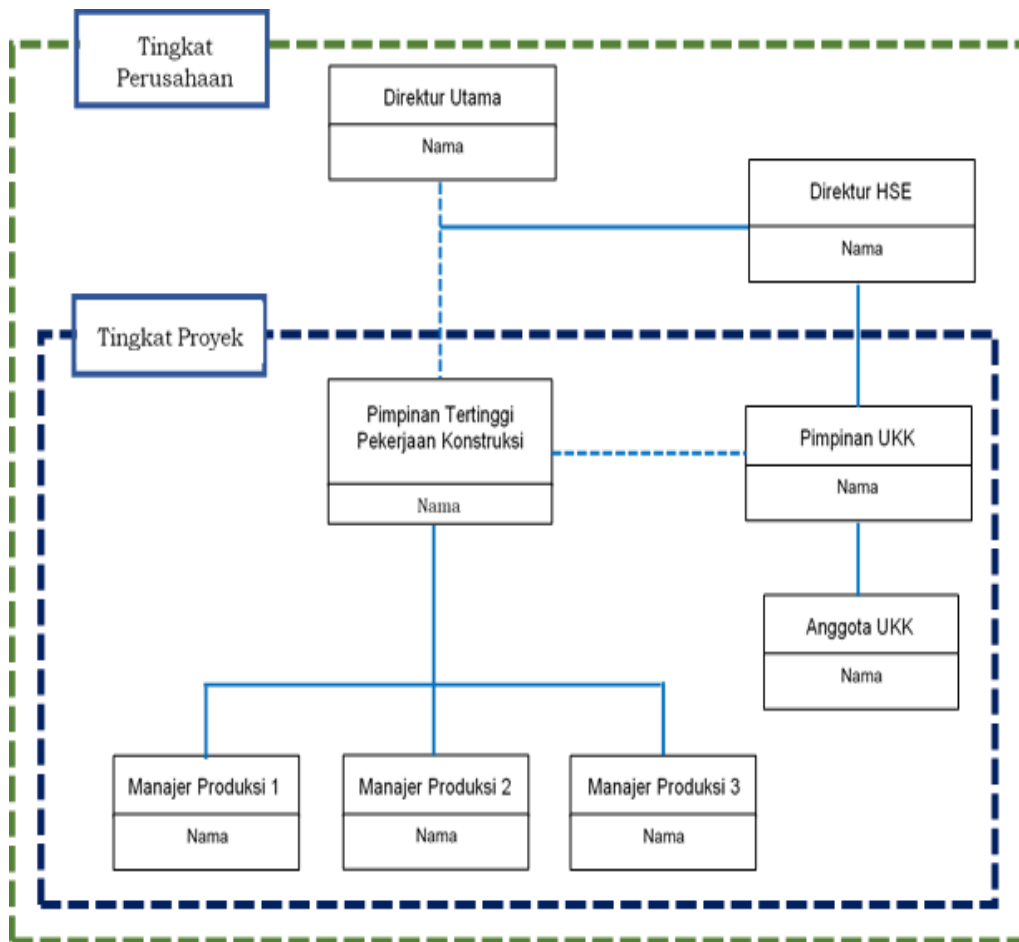 Tingkat
Perusahaan
Direktur Utama
Nama
Direktur HSE
Nama
Tingkat Proyek
Pimpinan Tertinggi
Pekerjaan Konstruksi
Nama
Pimpinan UKK
Nama
Anggota UKK
Nama
Manajer Produksi 1
Nama
Manajer Produksi 2
Nama
Manajer Produksi 3
Nama